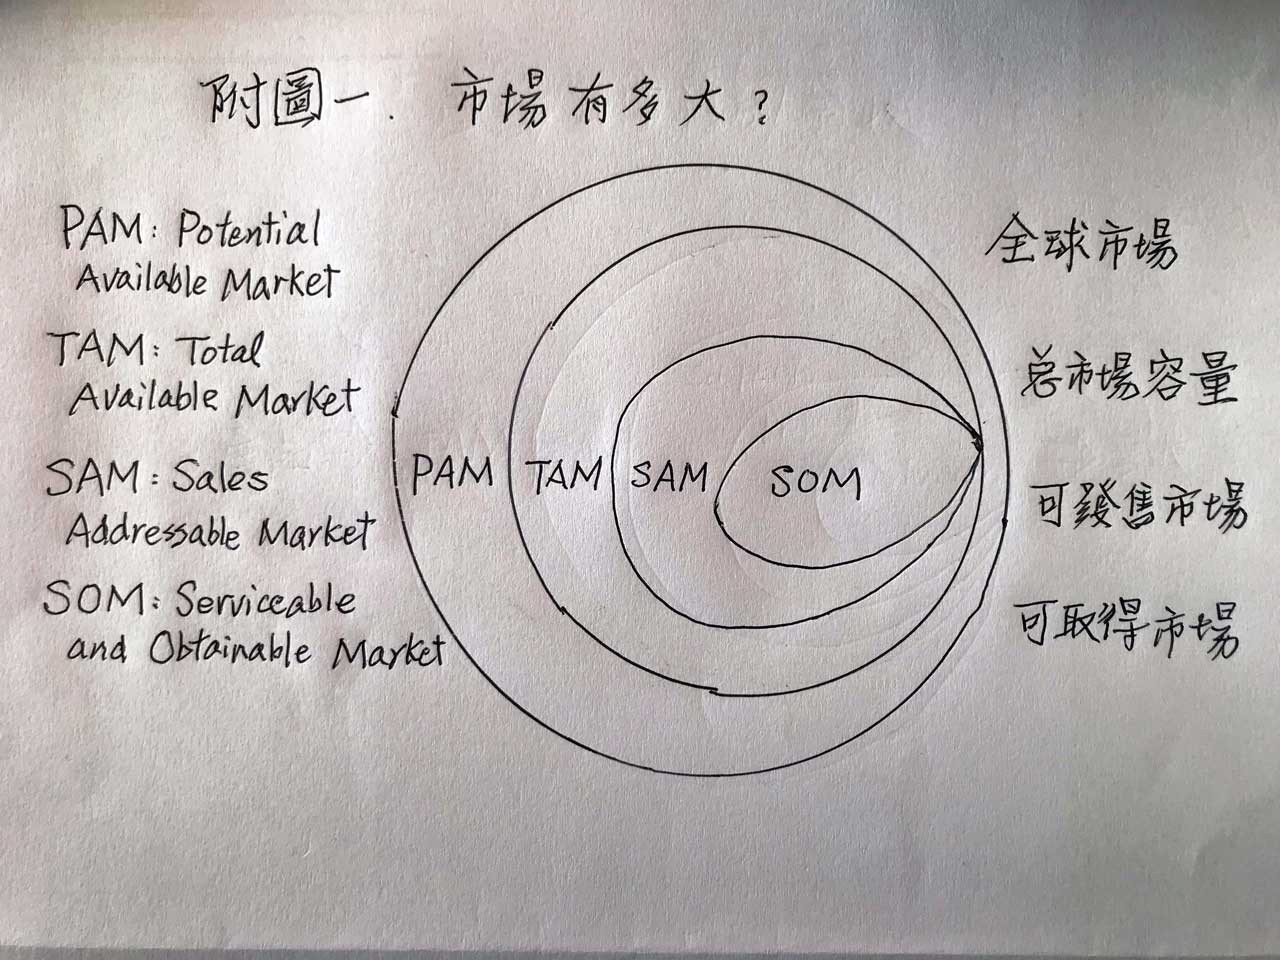 附圖一. 市場有多大?
PAM: Potential
Available Market
TAM: Total
Available Market
SAM: Sales
Addressable Market
SOM: Serviceable
and Obtainable Market
PAM TAM SAM SOM
全球市場
总市場容量
可發售市場
可取得市場